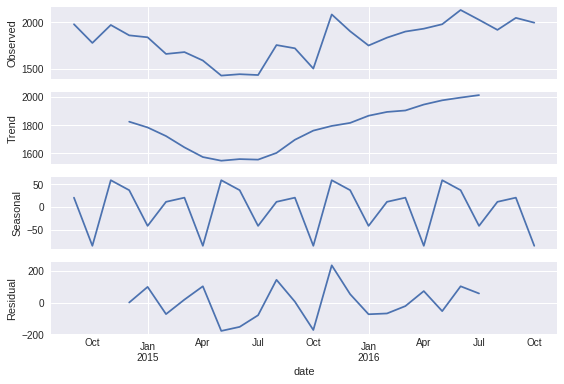 2000
1500
Observed
2000
1800
1600
Trend
50
0
−50
Seasonal
200
0
−200
Residual
Oct Jan Apr Jul Oct Jan Apr Jul Oct
2015 2016
date